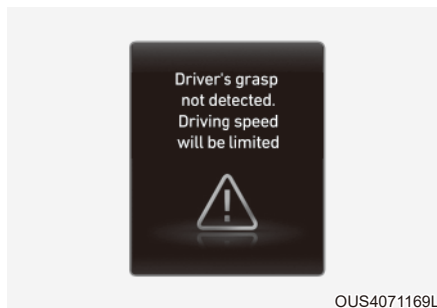 Driver's grasp
not detected.
Driving speed
will be limited
OUS4071169L